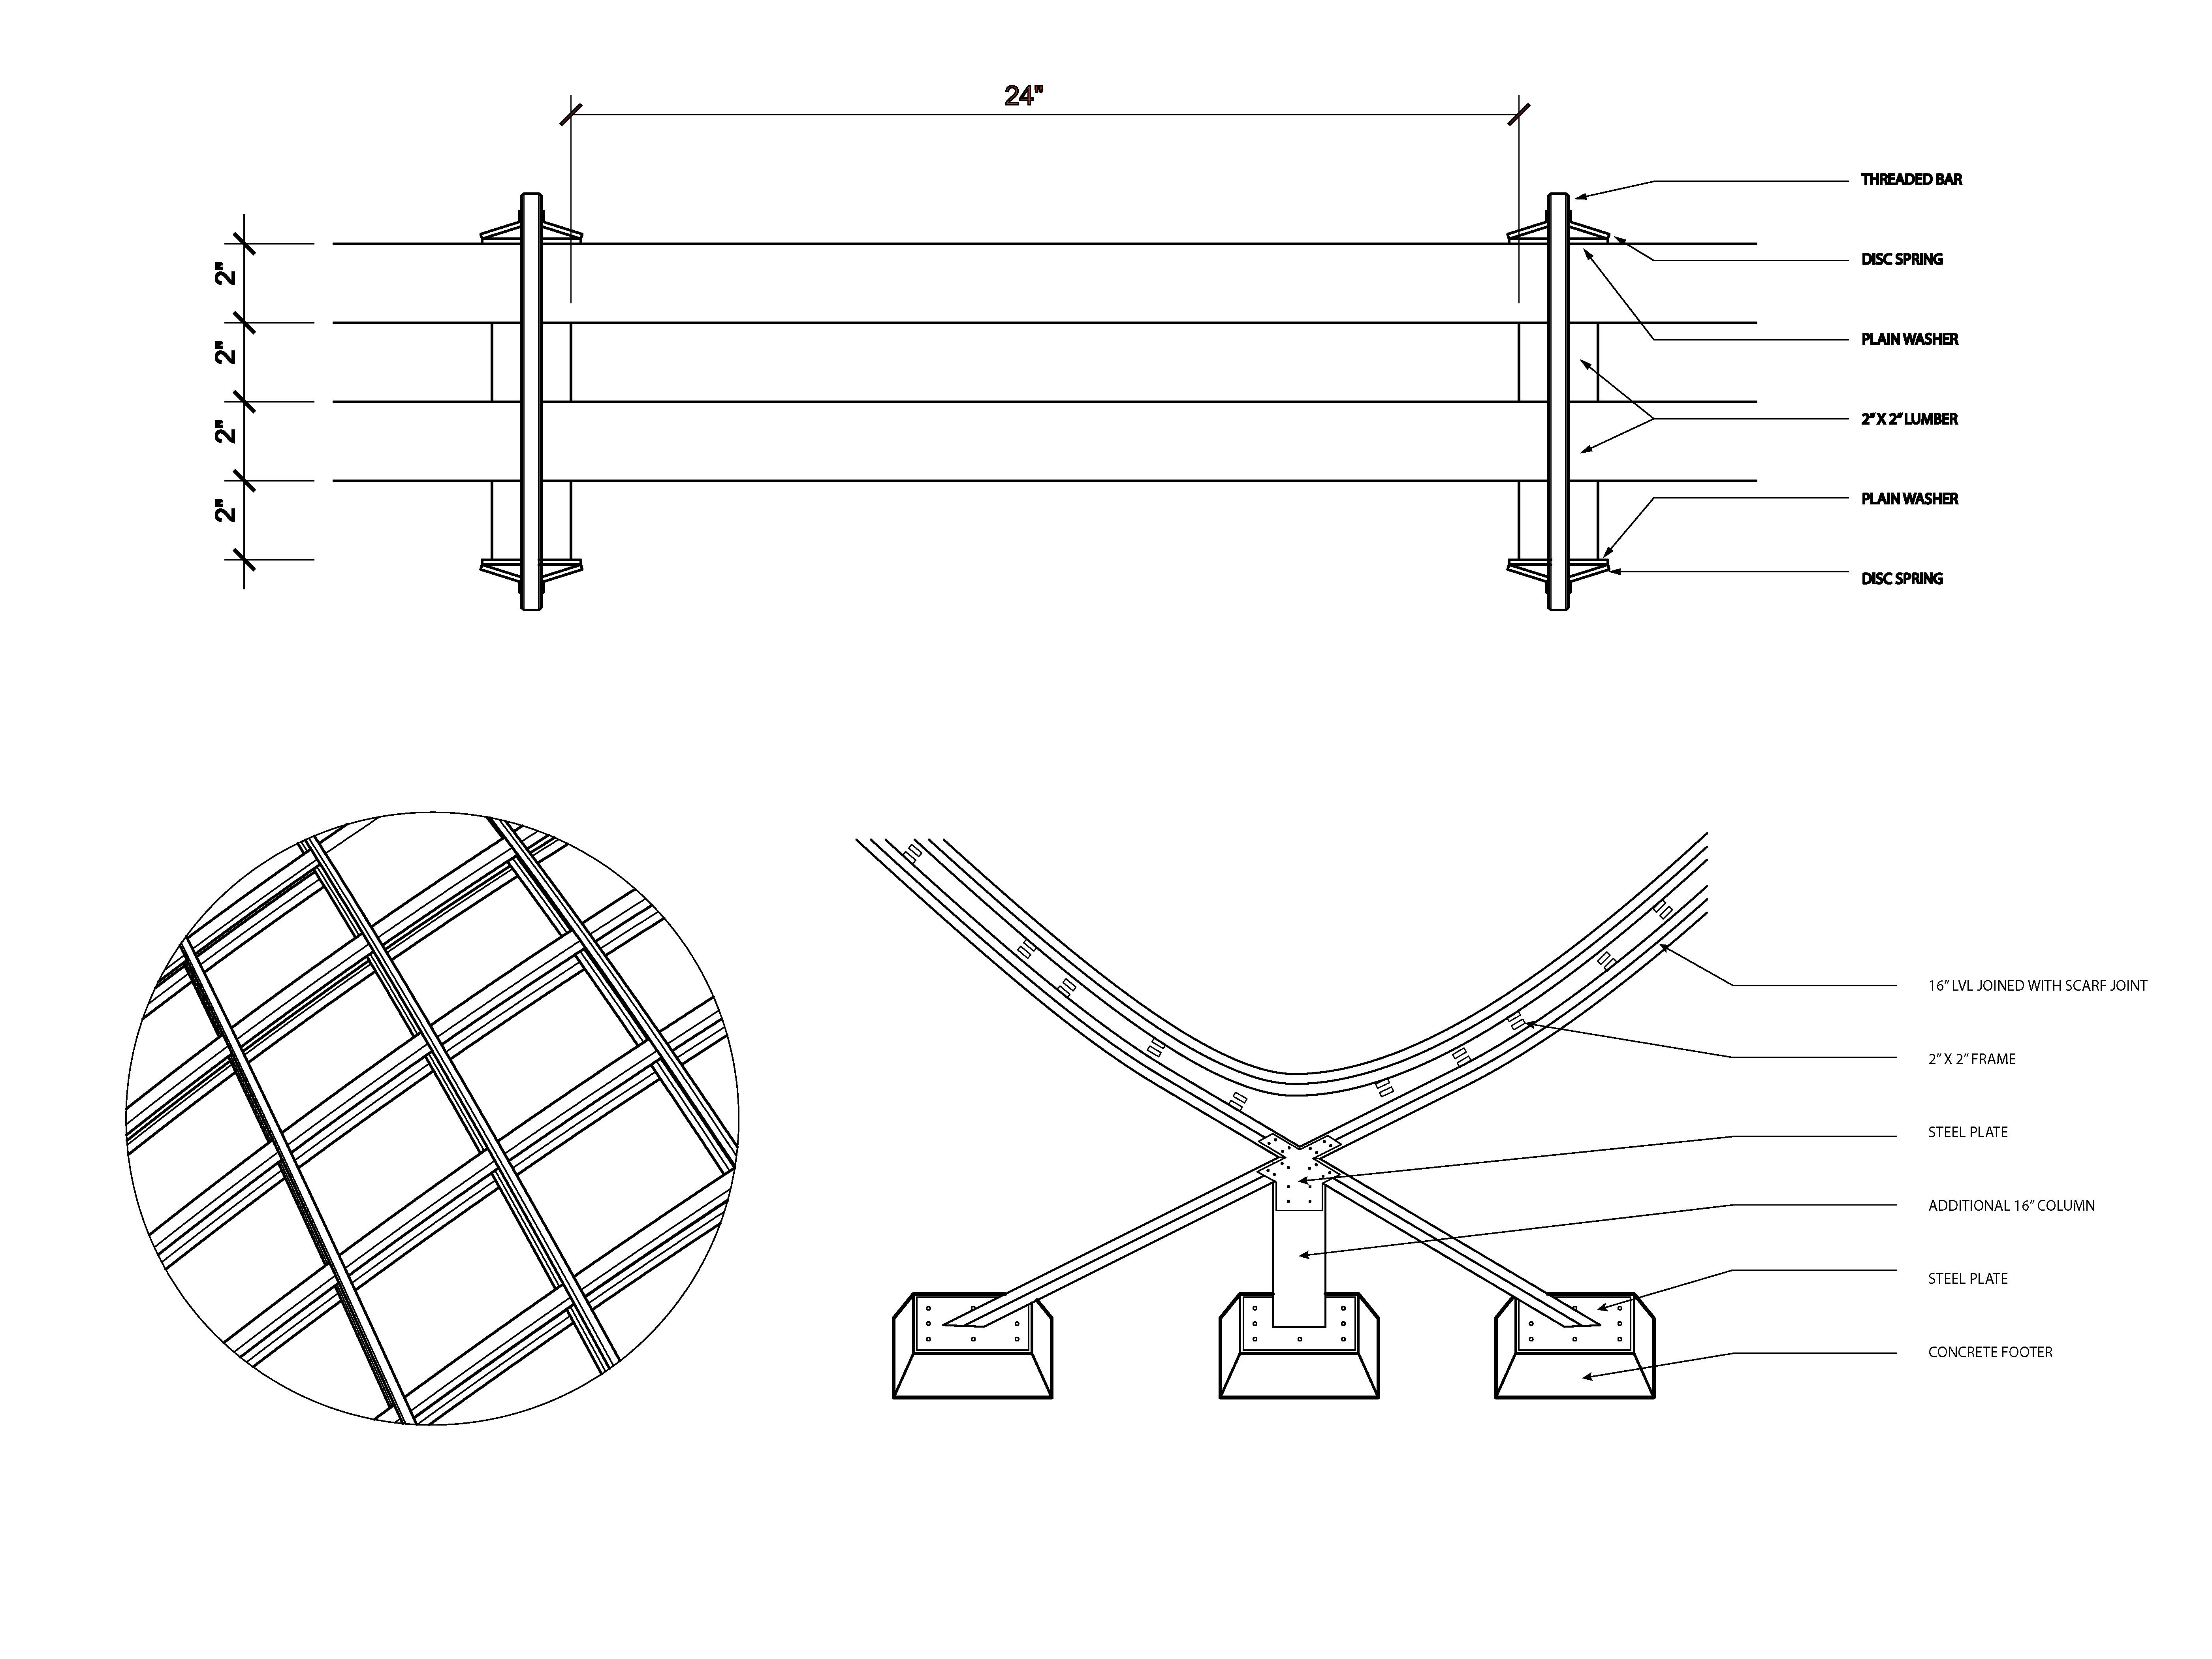 24"
THREADED BAR
DISC SPRING
2"
PLAIN WASHER
2"
2” X 2” LUMBER
2"
PLAIN WASHER
2"
DISC SPRING
16” LVL JOINED WITH SCARF JOINT
2” X 2” FRAME
STEEL PLATE
ADDITIONAL 16” COLUMN
STEEL PLATE
CONCRETE FOOTER